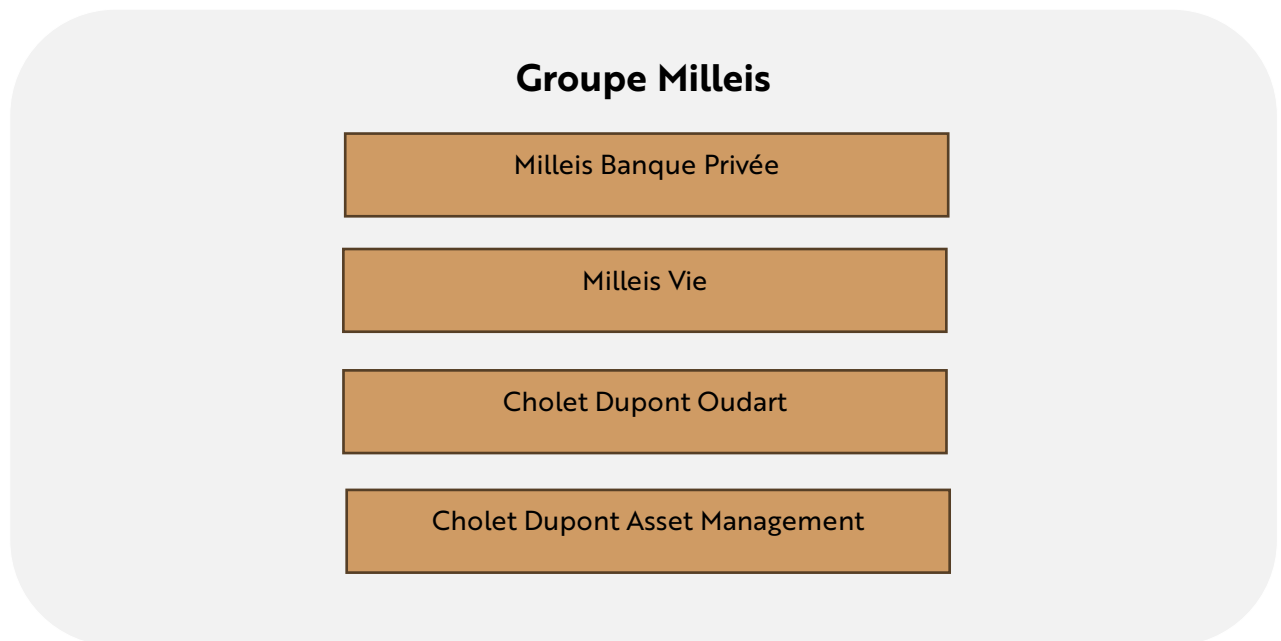 Groupe Milleis
Milleis Banque Privée
Milleis Vie
Cholet Dupont Oudart
Cholet Dupont Asset Management